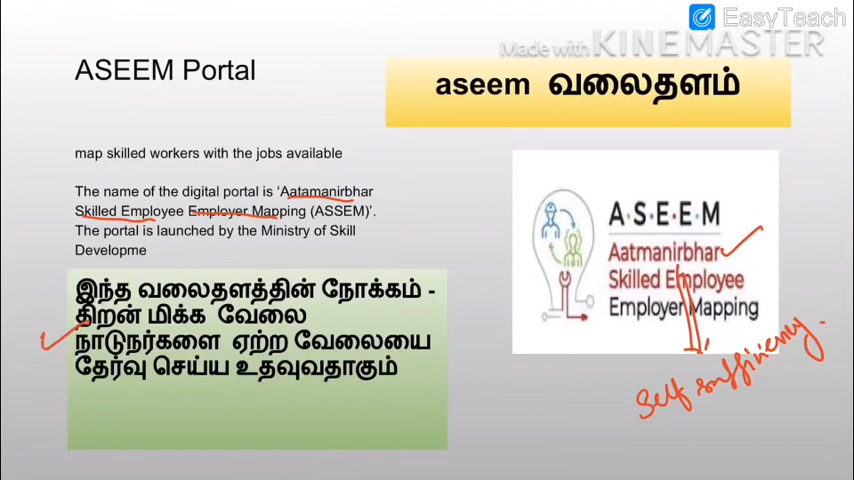 EasyTeach
Made with KINEMASTER
ASEEM Portal
aseem வலைதளம்
map skilled workers with the jobs available
The name of the digital portal is ‘Aatamanirbhar
Skilled Employee Employer Mapping (ASSEM)’.
The portal is launched by the Ministry of Skill
Developme
A·S·E·E·M
Aatmanirbhar
Skilled Employee
Employer Mapping
இந்த வலைதளத்தின் நோக்கம் -
திறன் மிக்க வேலை
நாடுநர்களை ஏற்ற வேலையை
தேர்வு செய்ய உதவுவதாகும்
Self sufficiency.